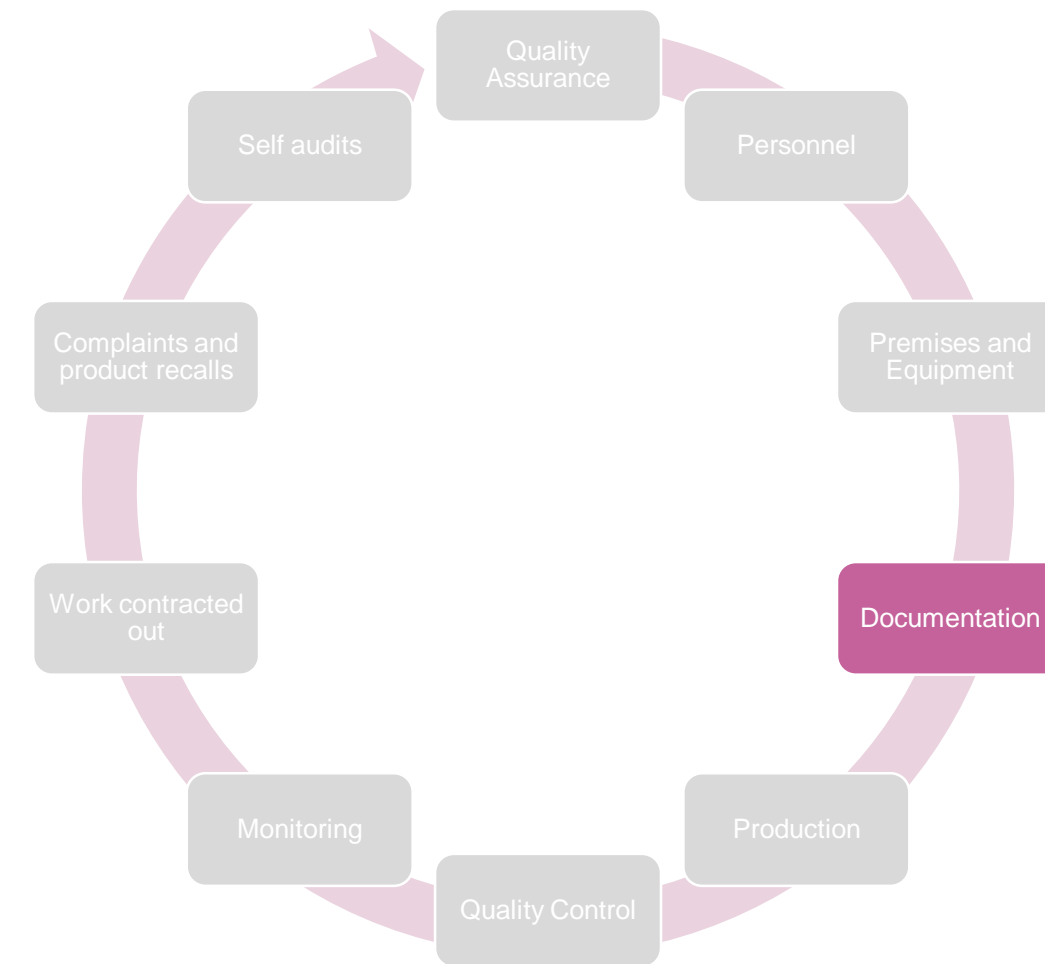 Quality
Assurance
Personnel
Premises and
Equipment
Documentation
Production
Quality Control
Monitoring
Work contracted
out
Complaints and
product recalls
Self audits